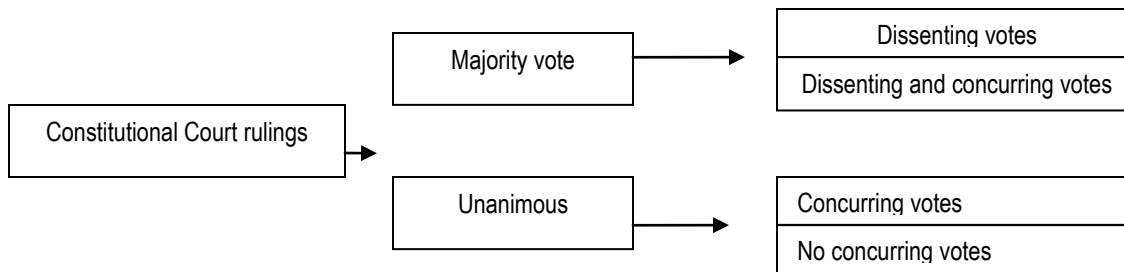 Constitutional Court rulings
Majority vote
Dissenting votes
Dissenting and concurring votes
Unanimous
Concurring votes
No concurring votes